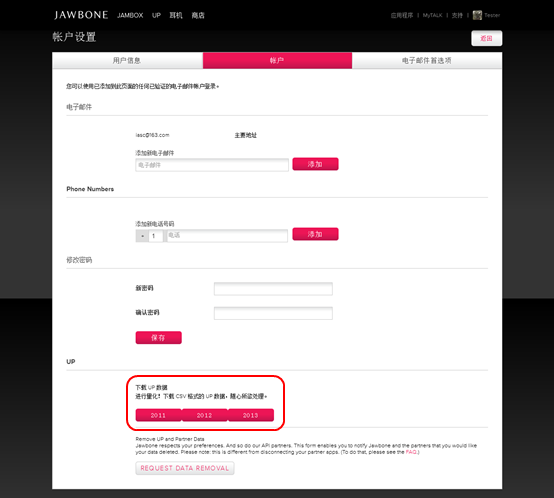 JAWBONE JAMBOX UP 耳机 商店 应用程序 | MyTALK | 支持 | Tester
帐户设置
返回
用户信息 帐户 电子邮件首选项
您可以使用已添加到此页面的任何已验证的电子邮件帐户登录。
电子邮件
iasc@163.com 主要地址
添加新电子邮件
电子邮件 添加
Phone Numbers
添加新电话号码
+ 1 电话 添加
修改密码
新密码
确认密码
保存
UP
下载 UP 数据
进行量化！下载 CSV 格式的 UP 数据，随心所欲处理。
2011 2012 2013
Remove UP and Partner Data
Jawbone respects your preferences. And so do our API partners. This form enables you to notify Jawbone and the partners that you would like
your data deleted. Please note: this is different from disconnecting your partner apps. (To do that, please see the FAQ.)
REQUEST DATA REMOVAL